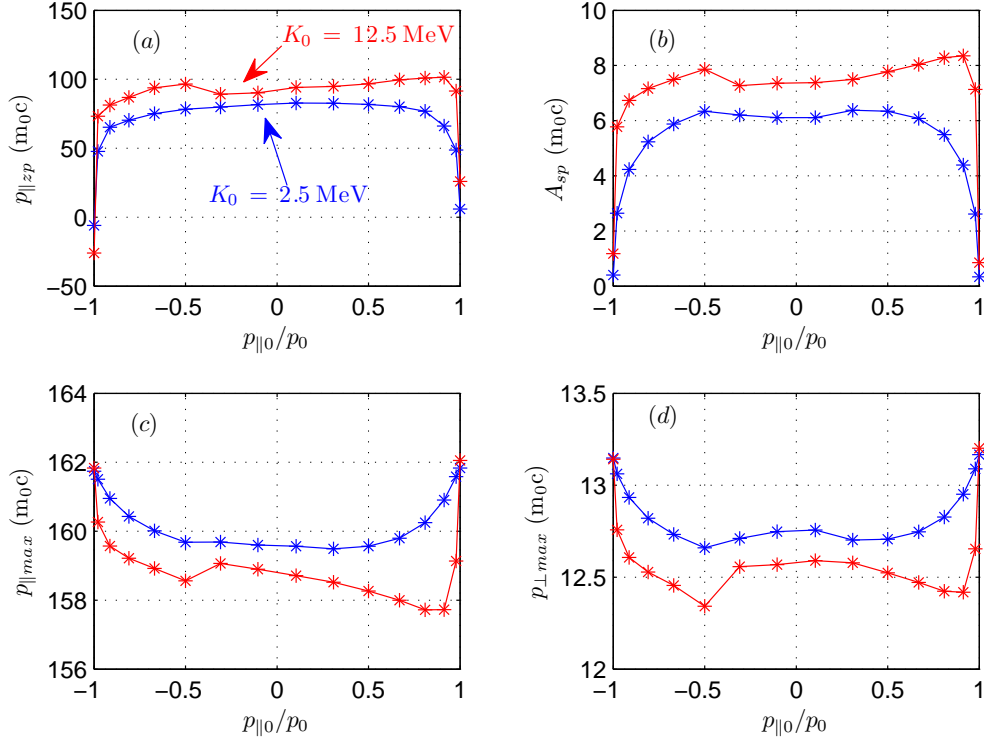 (a)
K₀ = 12.5 MeV
K₀ = 2.5 MeV
150
100
50
0
−50
−1
−0.5
0
0.5
1
p∥zp (m₀c)
p∥0/p₀
(b)
10
8
6
4
2
0
−1
−0.5
0
0.5
1
Asp (m₀c)
p∥0/p₀
(c)
164
162
160
158
156
−1
−0.5
0
0.5
1
p∥max (m₀c)
p∥0/p₀
(d)
13.5
13
12.5
12
−1
−0.5
0
0.5
1
p⊥max (m₀c)
p∥0/p₀